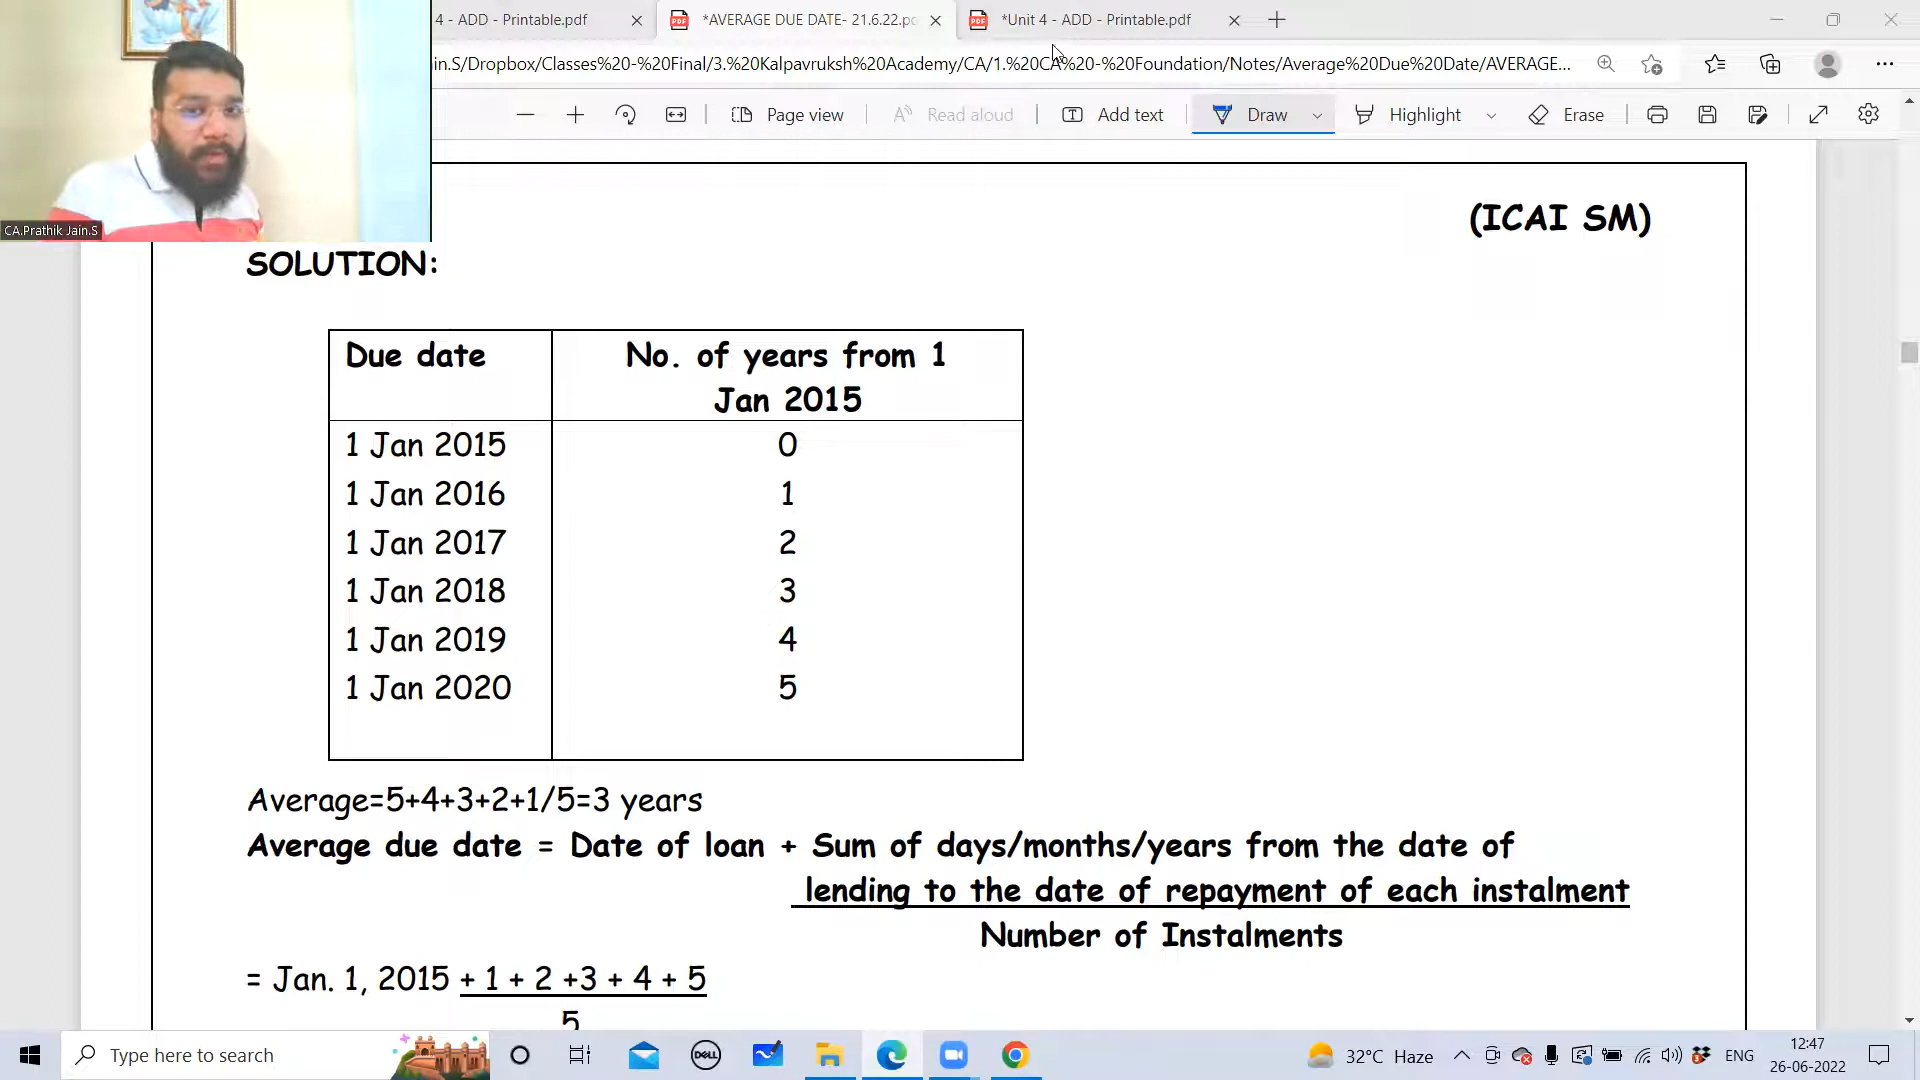 4 - ADD - Printable.pdf
*AVERAGE DUE DATE- 21.6.22.pd
*Unit 4 - ADD - Printable.pdf
in.S/Dropbox/Classes%20-%20Final/3.%20Kalpavruksh%20Academy/CA/1.%20CA%20-%20Foundation/Notes/Average%20Due%20Date/AVERAGE...
Page view
Read aloud
Add text
Draw
Highlight
Erase
CA.Prathik Jain.S
(ICAI SM)
SOLUTION:
Due date
No. of years from 1
Jan 2015
1 Jan 2015 0
1 Jan 2016 1
1 Jan 2017 2
1 Jan 2018 3
1 Jan 2019 4
1 Jan 2020 5
Average=5+4+3+2+1/5=3 years
Average due date = Date of loan + Sum of days/months/years from the date of
lending to the date of repayment of each instalment
Number of Instalments
= Jan. 1, 2015 + 1 + 2 +3 + 4 + 5
5
Type here to search
DELL
32°C Haze
ENG
12:47
26-06-2022